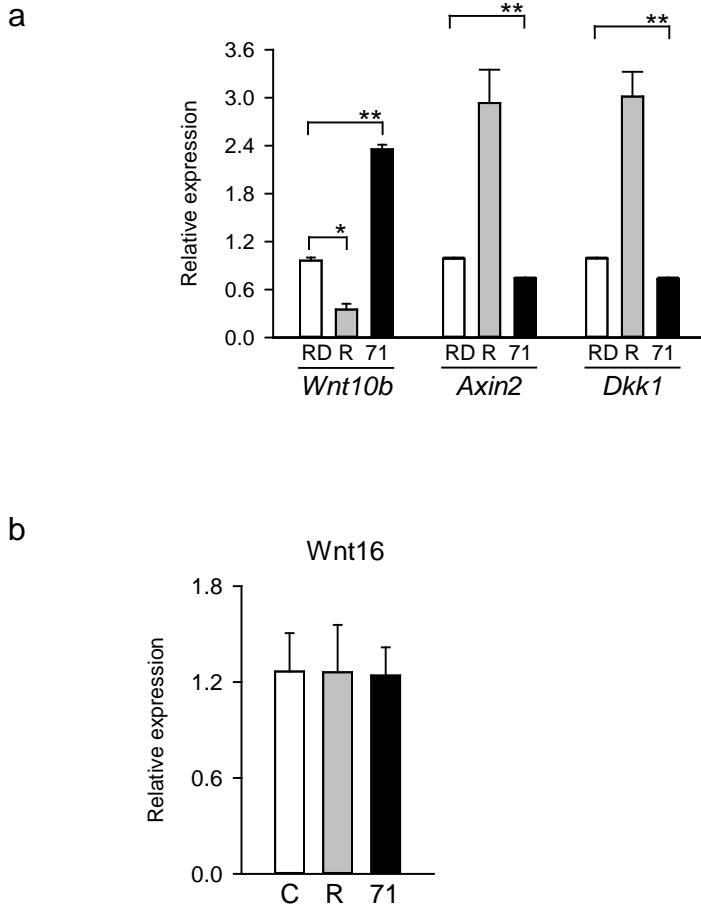 a
Relative expression
3.6
3.0
2.4
1.8
1.2
0.6
0.0
**
*
**
**
RD R 71 RD R 71 RD R 71
Wnt10b Axin2 Dkk1
b
Wnt16
Relative expression
1.8
1.2
0.6
0.0
C R 71